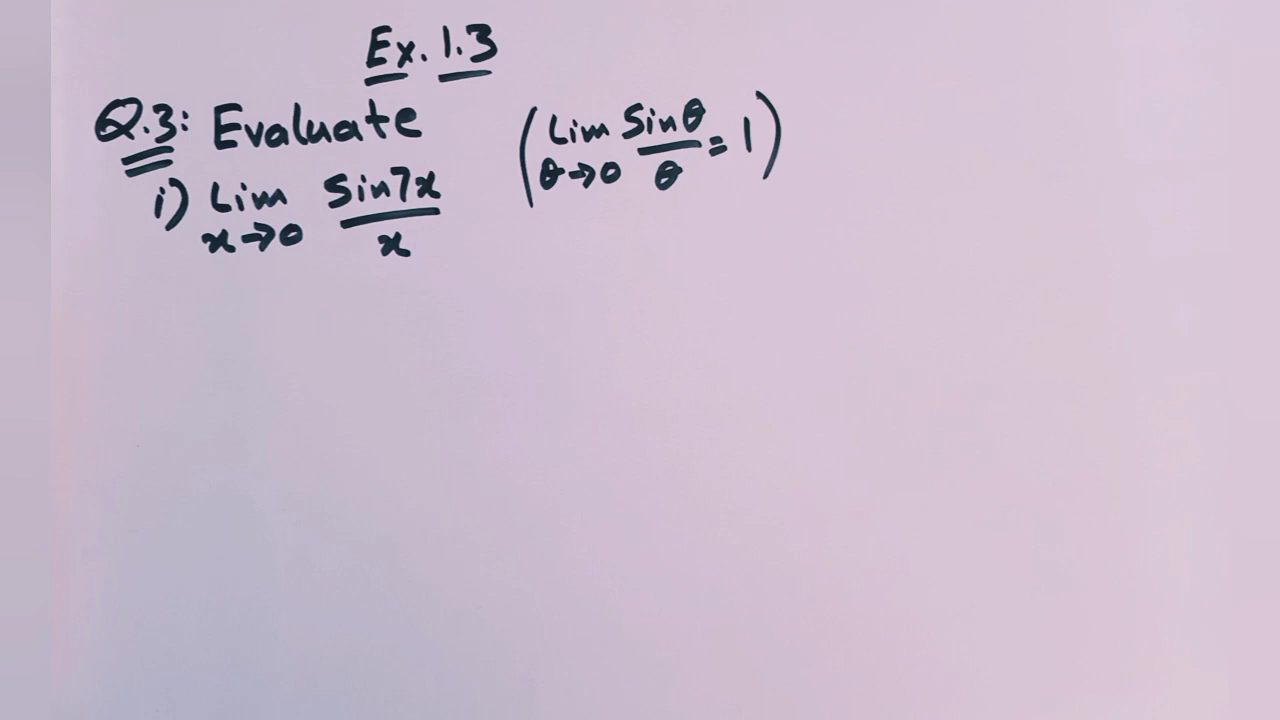 Ex. 1.3
Q.3: Evaluate (Lim θ→0 Sinθ/θ = 1)
i) Lim x→0 Sin7x/x